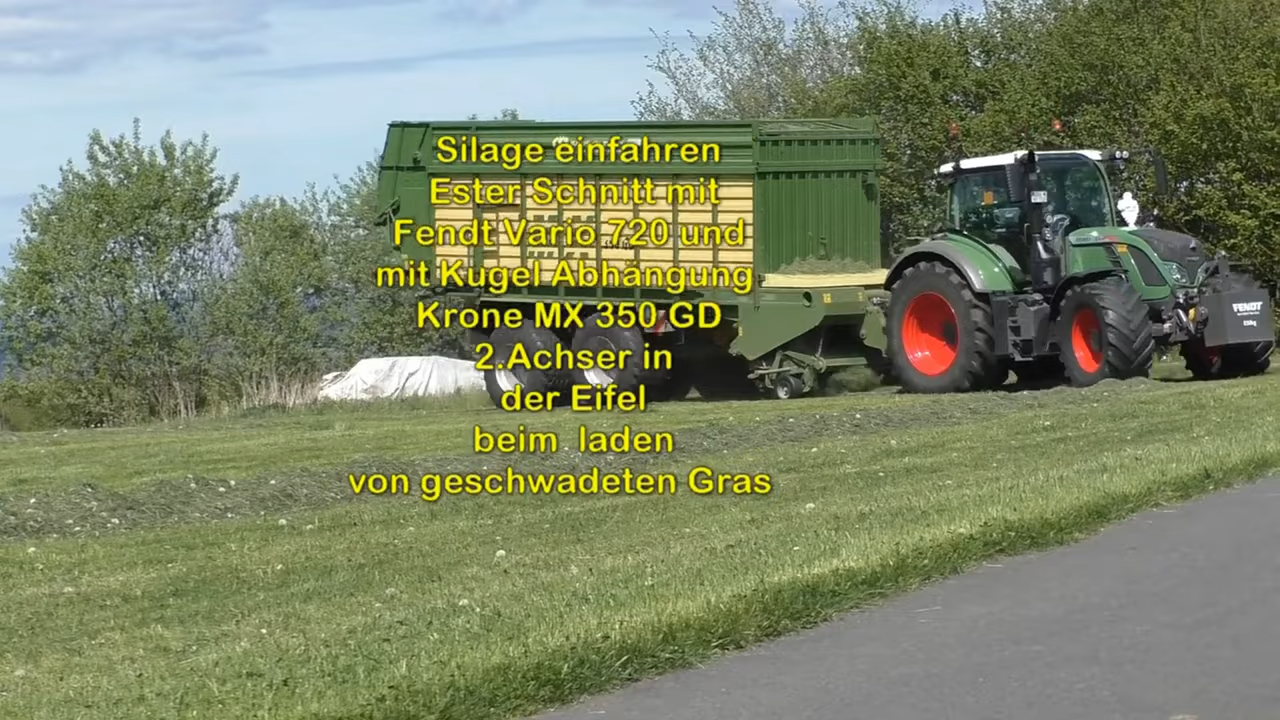 Silage einfahren
Ester Schnitt mit
Fendt Vario 720 und
mit Kugel Abhängung
Krone MX 350 GD
2.Achser in
der Eifel
beim laden
von geschwadeten Gras
FENDT